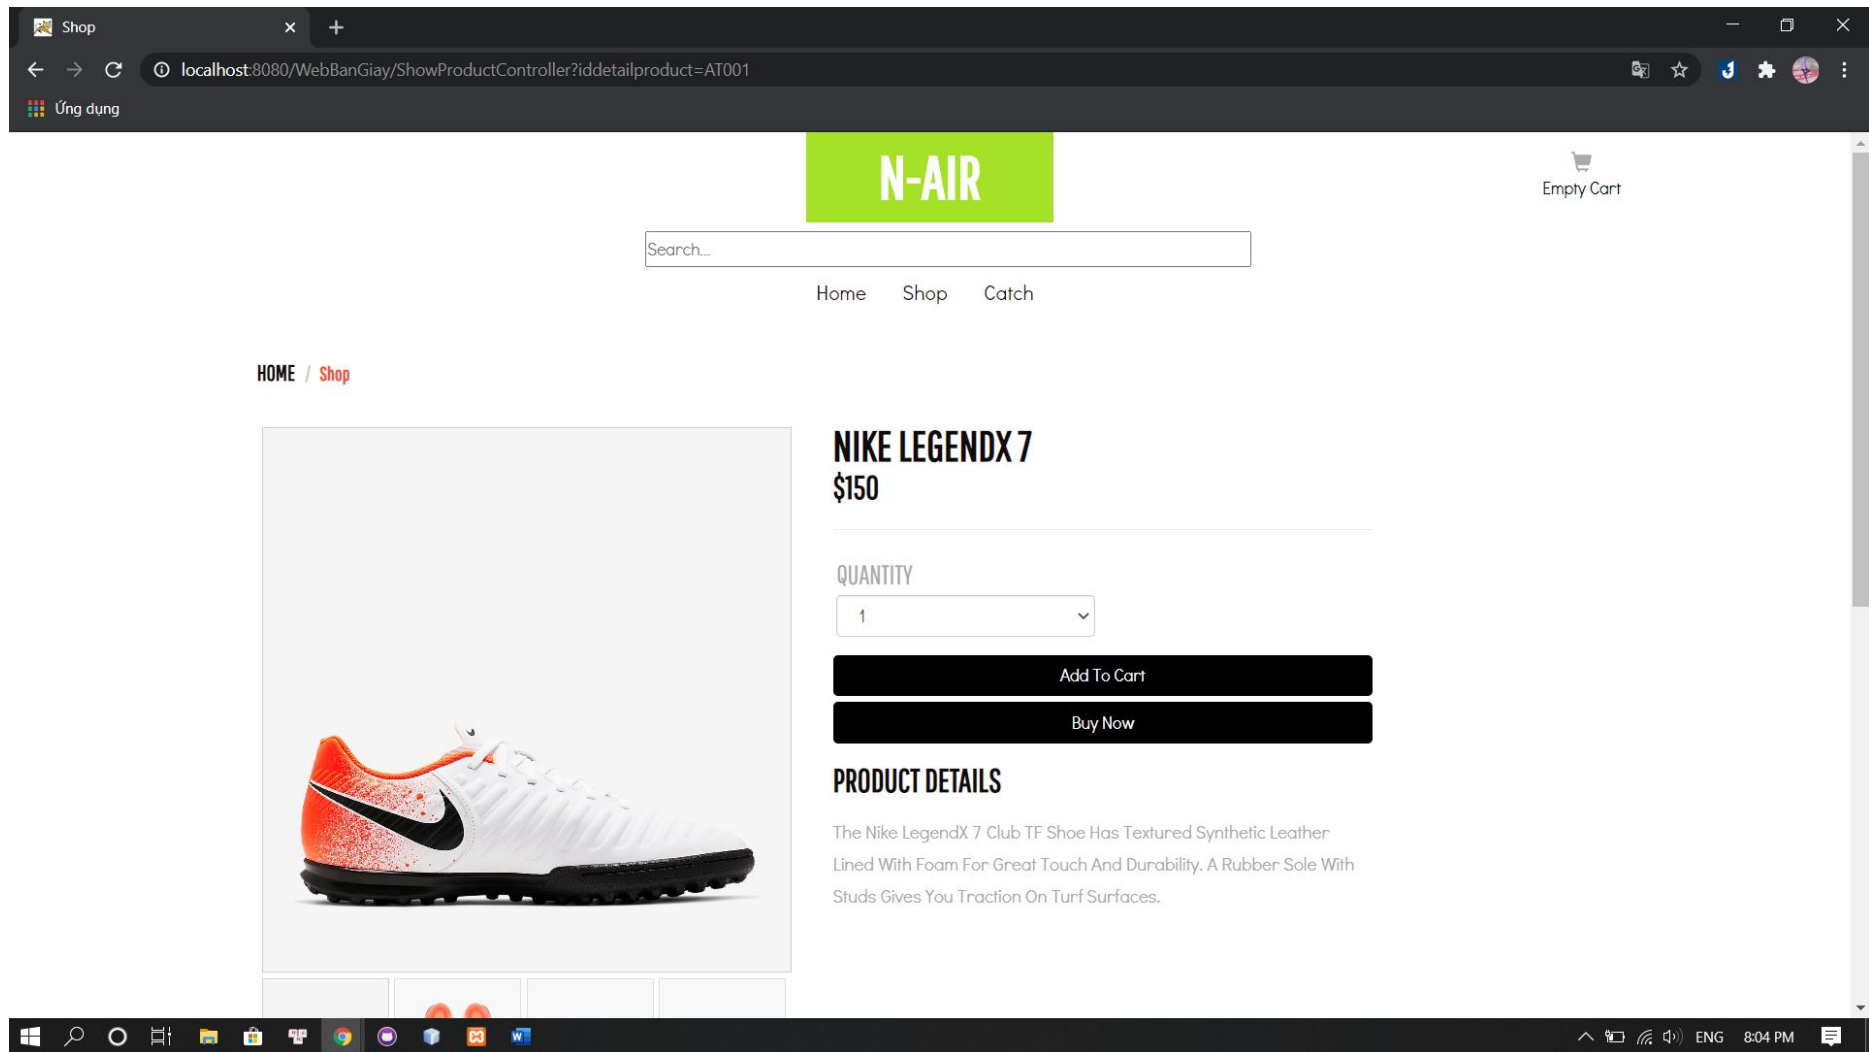 Shop
localhost:8080/WebBanGiay/ShowProductController?iddetailproduct=AT001
Ứng dụng
N-AIR
Empty Cart
Search...
Home Shop Catch
HOME / Shop
NIKE LEGENDX 7
$150
QUANTITY
1
Add To Cart
Buy Now
PRODUCT DETAILS
The Nike LegendX 7 Club TF Shoe Has Textured Synthetic Leather
Lined With Foam For Great Touch And Durability. A Rubber Sole With
Studs Gives You Traction On Turf Surfaces.
ENG 8:04 PM